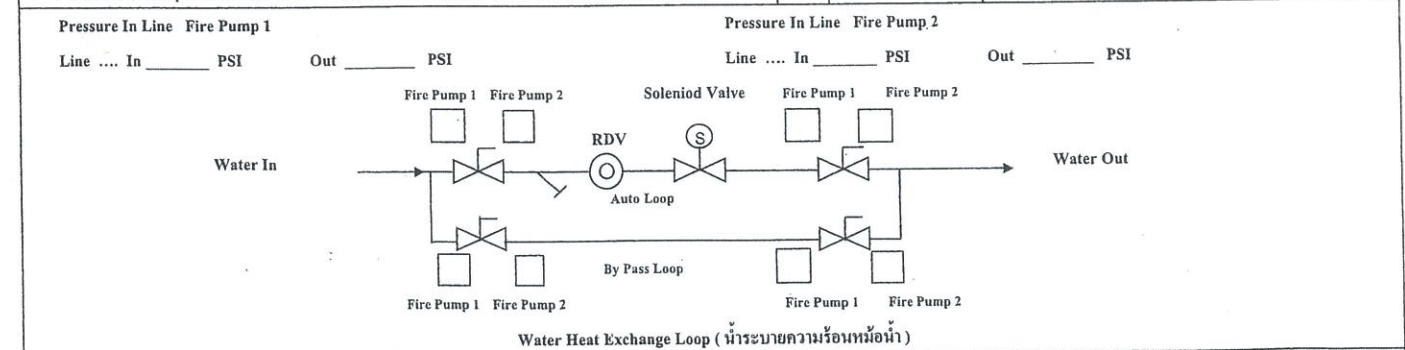 Pressure In Line Fire Pump 1
Pressure In Line Fire Pump 2
Line .... In _______ PSI Out ________ PSI
Line .... In _______ PSI Out ________ PSI
Fire Pump 1 Fire Pump 2
Soleniod Valve
Fire Pump 1 Fire Pump 2
RDV
S
Water In
Water Out
Auto Loop
By Pass Loop
Fire Pump 1 Fire Pump 2
Fire Pump 1 Fire Pump 2
Water Heat Exchange Loop ( น้ำระบายความร้อนหม้อน้ำ )